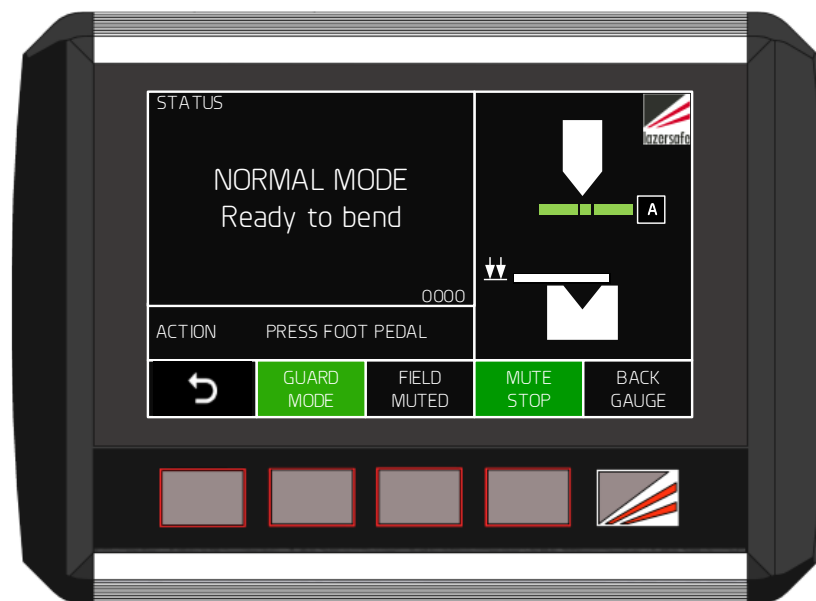 STATUS
NORMAL MODE
Ready to bend
0000
ACTION PRESS FOOT PEDAL
lazersafe
A
GUARD MODE
FIELD MUTED
MUTE STOP
BACK GAUGE